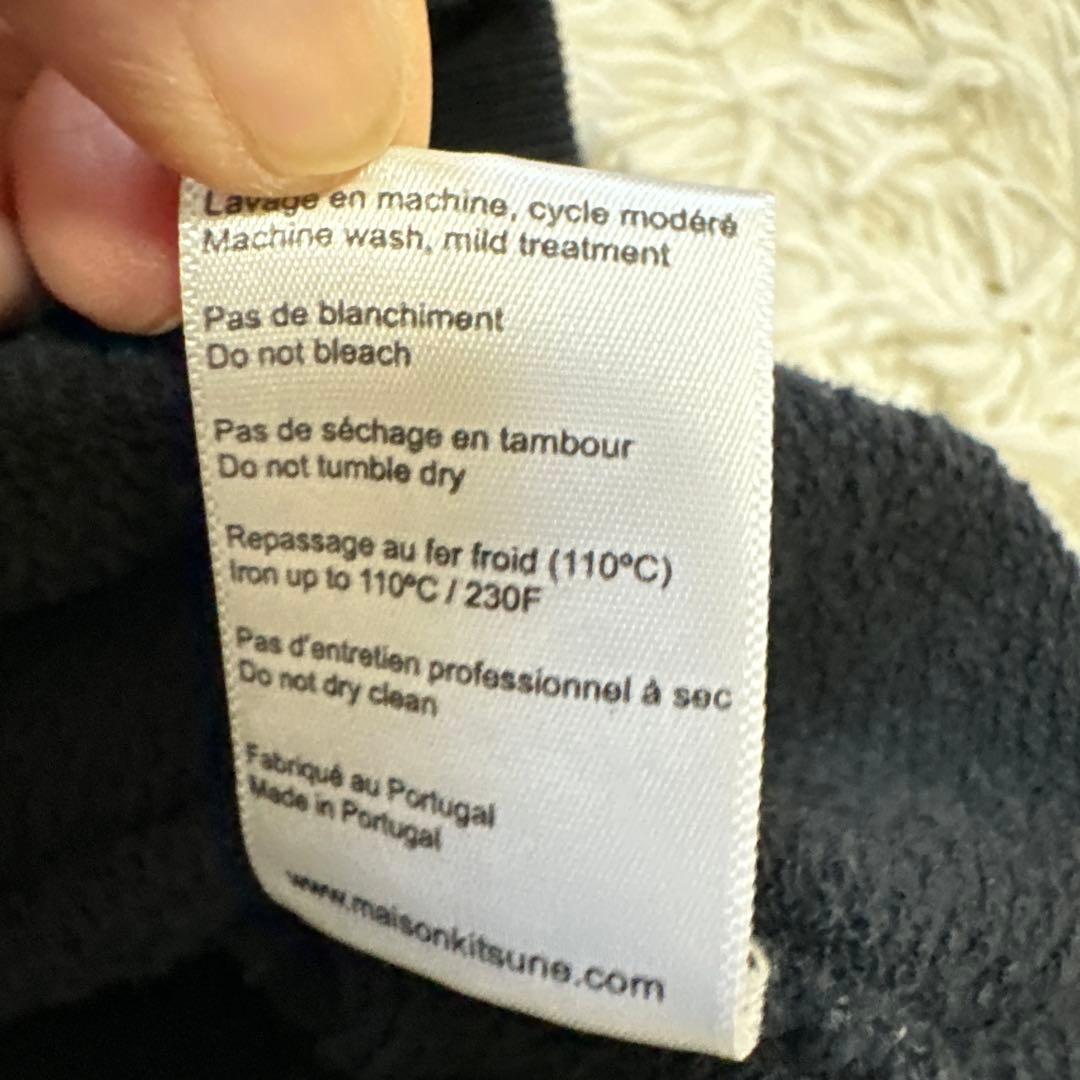 Lavage en machine, cycle modéré
Machine wash, mild treatment
Pas de blanchiment
Do not bleach
Pas de séchage en tambour
Do not tumble dry
Repassage au fer froid (110ºC)
Iron up to 110ºC / 230F
Pas d'entretien professionnel à sec
Do not dry clean
Fabriqué au Portugal
Made in Portugal
www.maisonkitsune.com